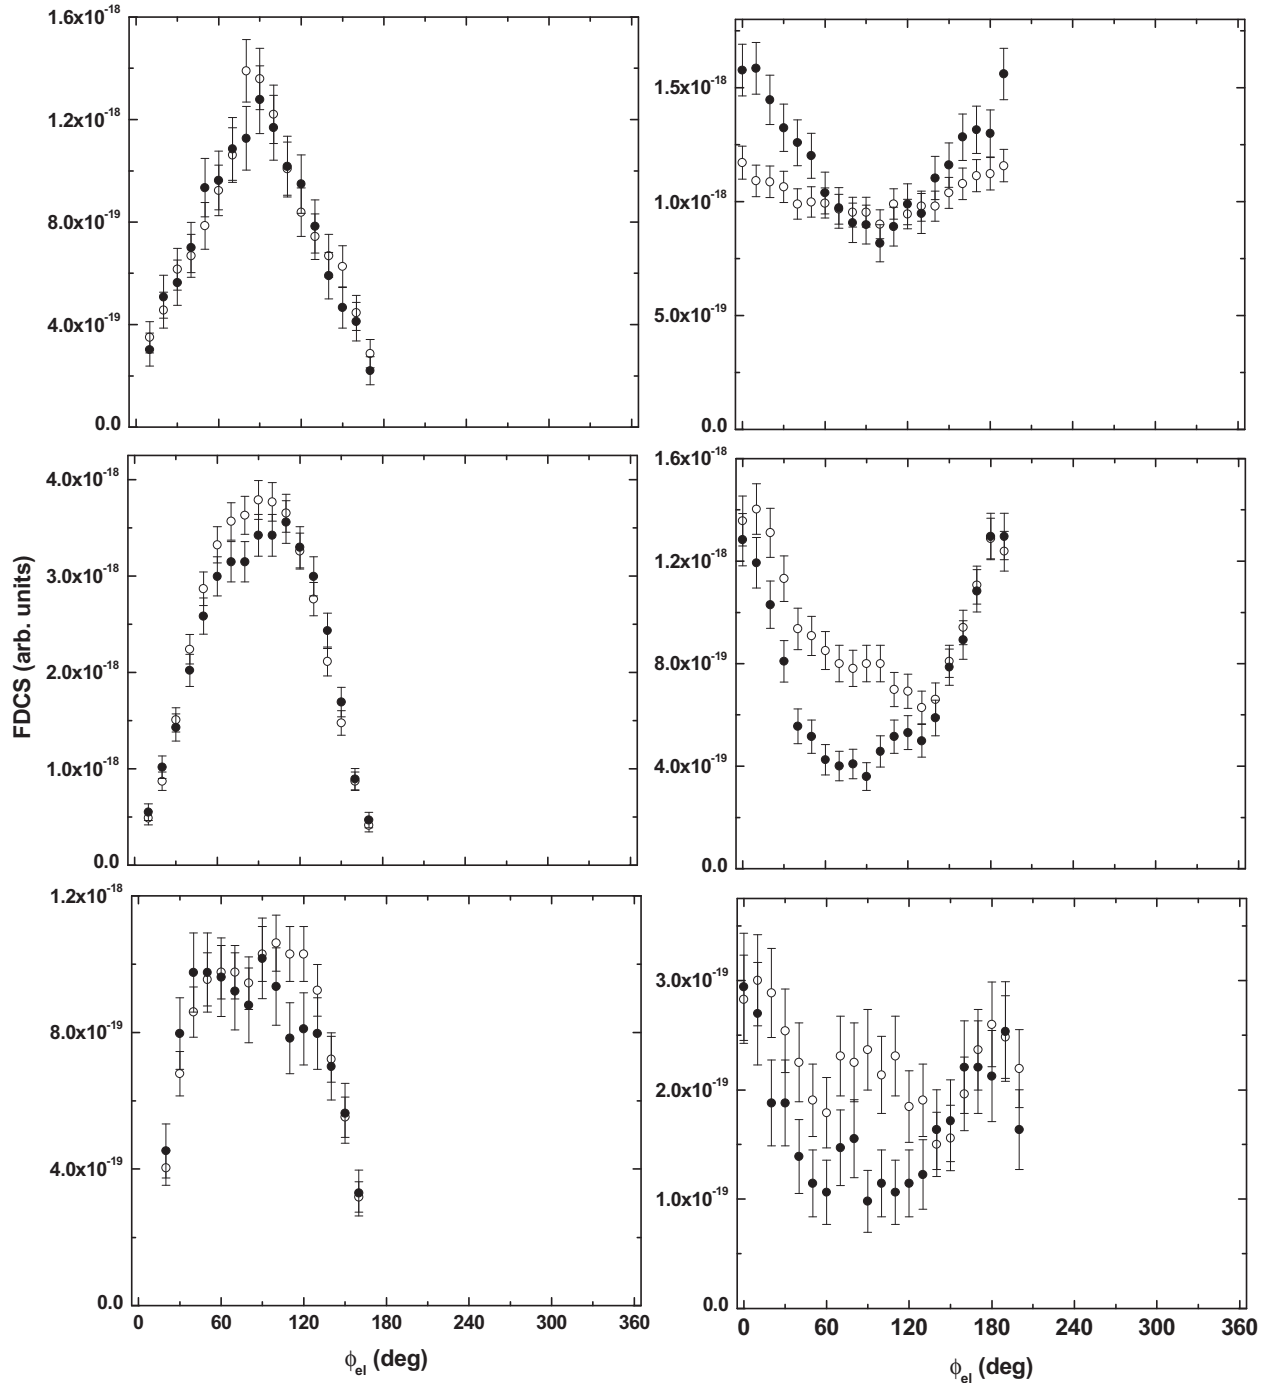 1.6x10⁻¹⁸
1.2x10⁻¹⁸
8.0x10⁻¹⁹
4.0x10⁻¹⁹
0.0
1.5x10⁻¹⁸
1.0x10⁻¹⁸
5.0x10⁻¹⁹
0.0
FDCS (arb. units)
4.0x10⁻¹⁸
3.0x10⁻¹⁸
2.0x10⁻¹⁸
1.0x10⁻¹⁸
0.0
1.6x10⁻¹⁸
1.2x10⁻¹⁸
8.0x10⁻¹⁹
4.0x10⁻¹⁹
0.0
1.2x10⁻¹⁸
8.0x10⁻¹⁹
4.0x10⁻¹⁹
0.0
0 60 120 180 240 300 360
ϕel (deg)
3.0x10⁻¹⁹
2.0x10⁻¹⁹
1.0x10⁻¹⁹
0.0
0 60 120 180 240 300 360
ϕel (deg)